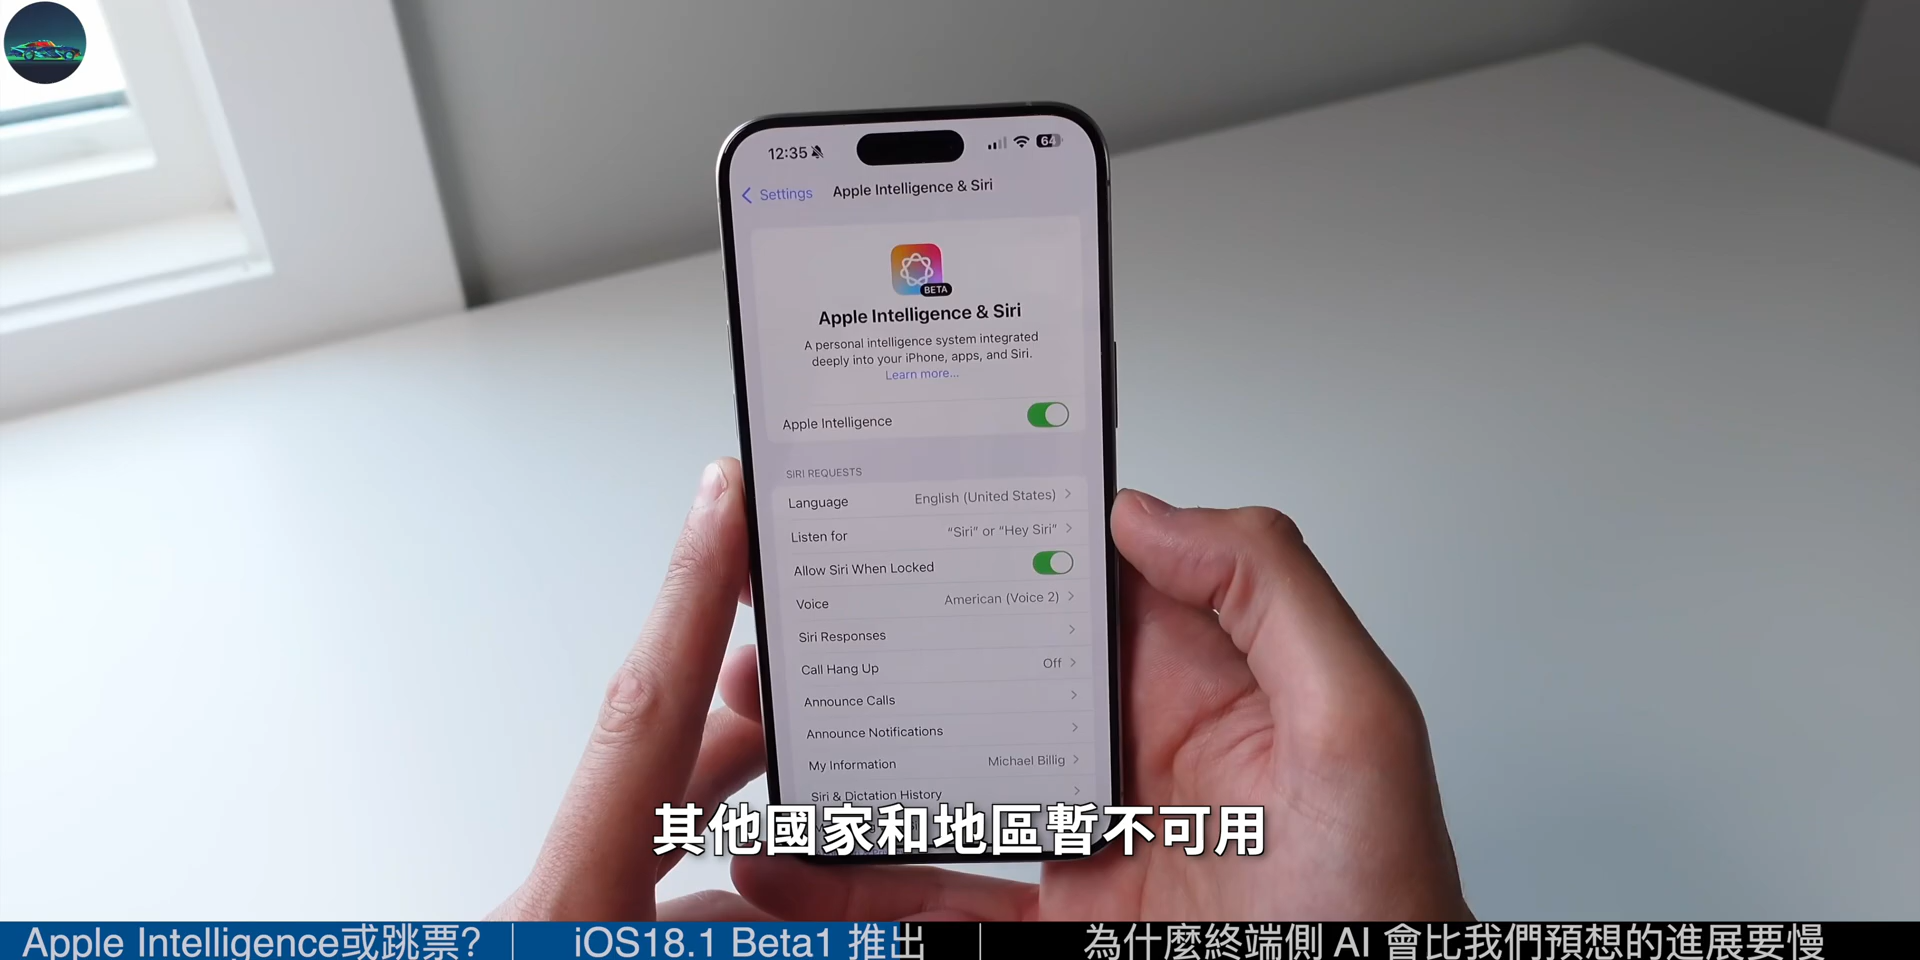 12:35
64
Settings
Apple Intelligence & Siri
BETA
Apple Intelligence & Siri
A personal intelligence system integrated
deeply into your iPhone, apps, and Siri.
Learn more...
Apple Intelligence
SIRI REQUESTS
Language English (United States)
Listen for "Siri" or "Hey Siri"
Allow Siri When Locked
Voice American (Voice 2)
Siri Responses
Call Hang Up Off
Announce Calls
Announce Notifications
My Information Michael Billig
Siri & Dictation History
其他國家和地區暫不可用
Apple Intelligence或跳票?
iOS18.1 Beta1 推出
為什麼終端側 AI 會比我們預想的進展要慢